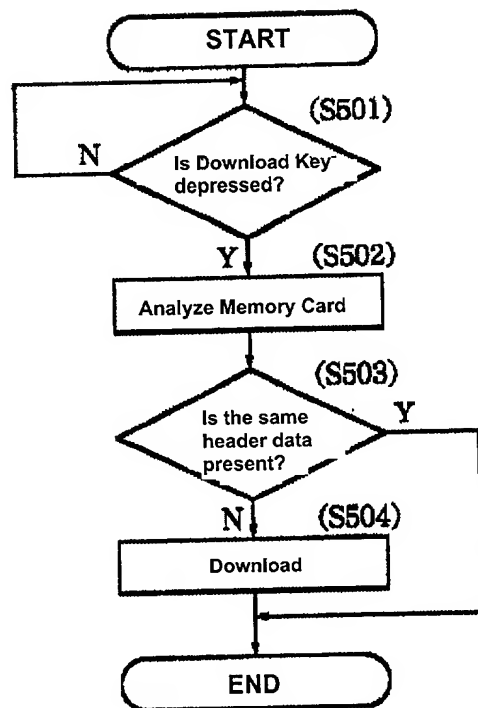 START
(S501)
N
Is Download Key
depressed?
Y
(S502)
Analyze Memory Card
(S503)
Is the same
header data
present?
Y
N
(S504)
Download
END